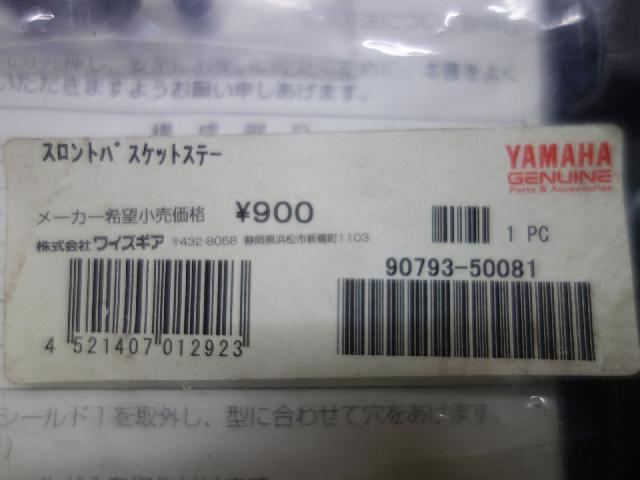 本書をよく
いただきますようお願い申しあげます。
スロントバスケットステー
YAMAHA
GENUINE
Parts & Accessories
メーカー希望小売価格 ¥900
1 PC
株式会社ワイズギア 〒432-8058 静岡県浜松市新橋町1103
90793-50081
4 521407 012923
シールド1を取外し、型に合わせて穴をあけます。